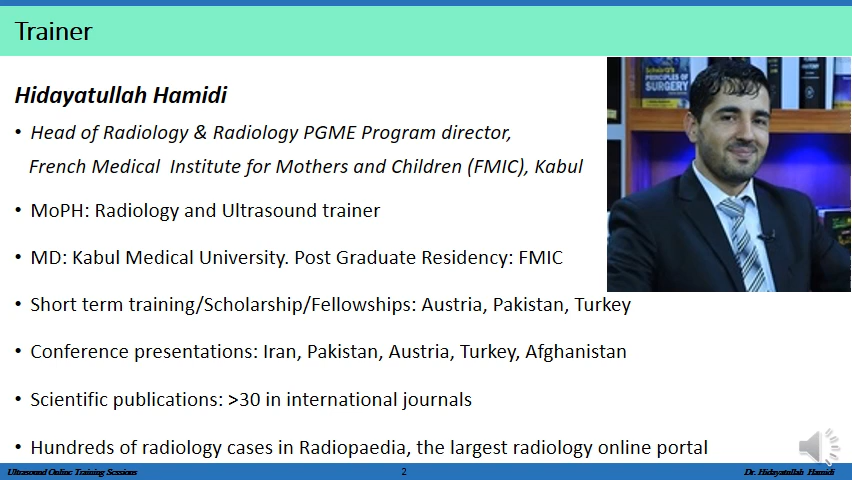 Trainer
Hidayatullah Hamidi
• Head of Radiology & Radiology PGME Program director,
French Medical Institute for Mothers and Children (FMIC), Kabul
• MoPH: Radiology and Ultrasound trainer
• MD: Kabul Medical University. Post Graduate Residency: FMIC
• Short term training/Scholarship/Fellowships: Austria, Pakistan, Turkey
• Conference presentations: Iran, Pakistan, Austria, Turkey, Afghanistan
• Scientific publications: >30 in international journals
• Hundreds of radiology cases in Radiopaedia, the largest radiology online portal
PRINCIPLES OF
SURGERY
Ultrasound Online Training Sessions
2
Dr. Hidayatullah Hamidi